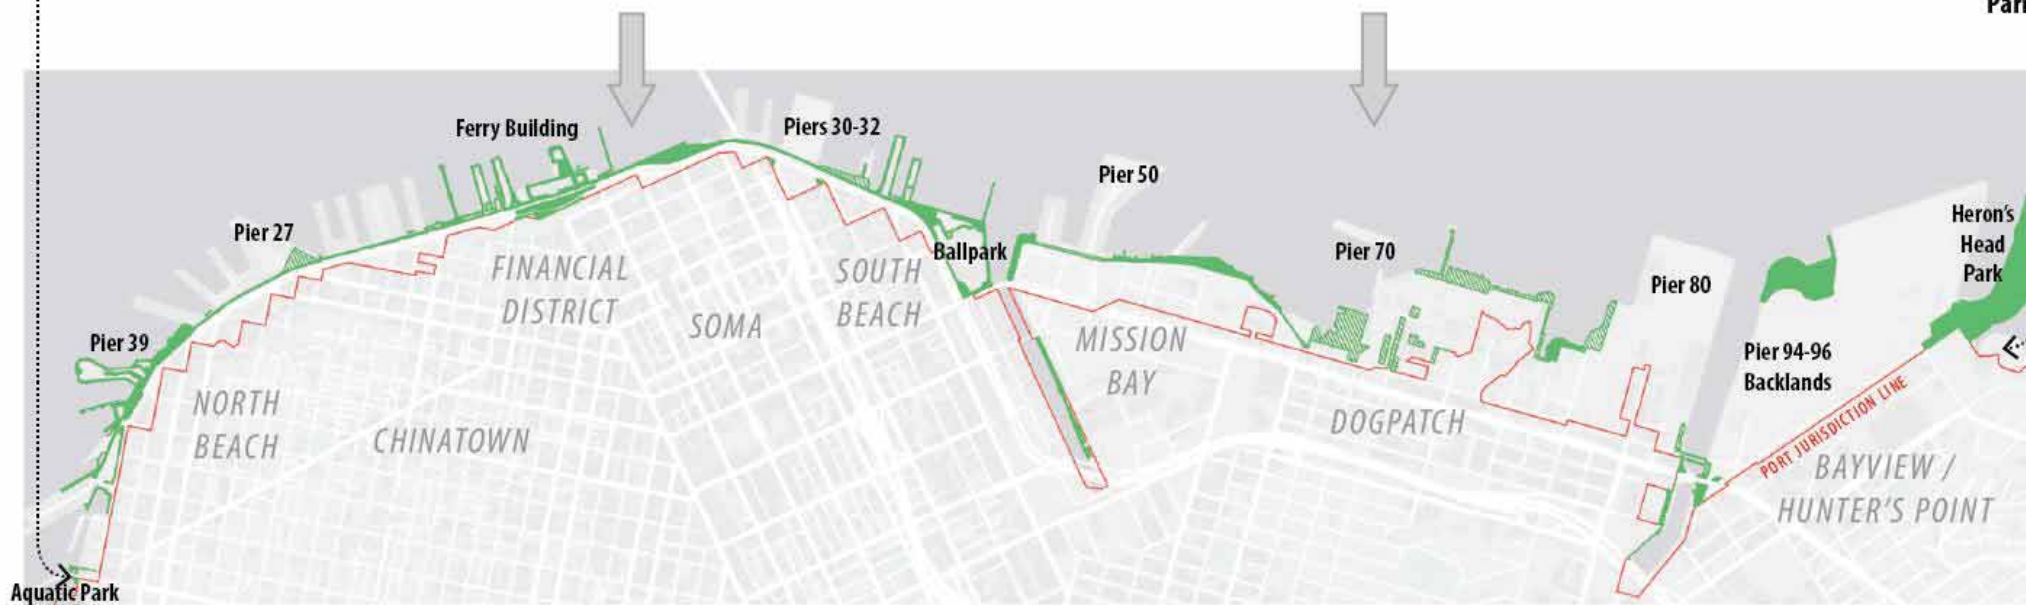 Ferry Building
Piers 30-32
Pier 50
Pier 27
Ballpark
Pier 70
Pier 80
Heron's
Head
Park
Pier 39
FINANCIAL
DISTRICT
SOMA
SOUTH
BEACH
MISSION
BAY
Pier 94-96
Backlands
NORTH
BEACH
CHINATOWN
DOGPATCH
PORT JURISDICTION LINE
BAYVIEW /
HUNTER'S POINT
Aquatic Park